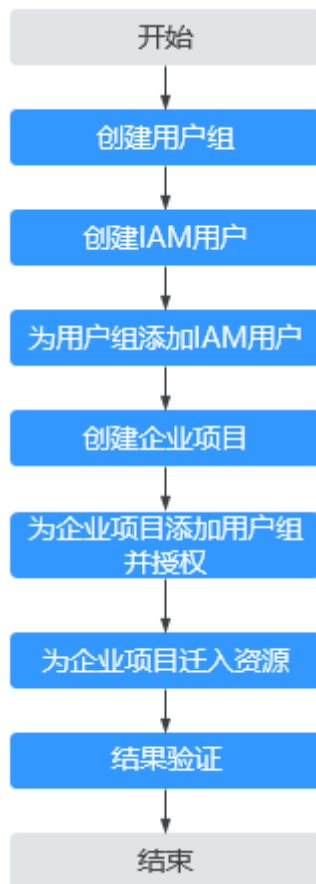 开始
创建用户组
创建IAM用户
为用户组添加IAM用户
创建企业项目
为企业项目添加用户组
并授权
为企业项目迁入资源
结果验证
结束